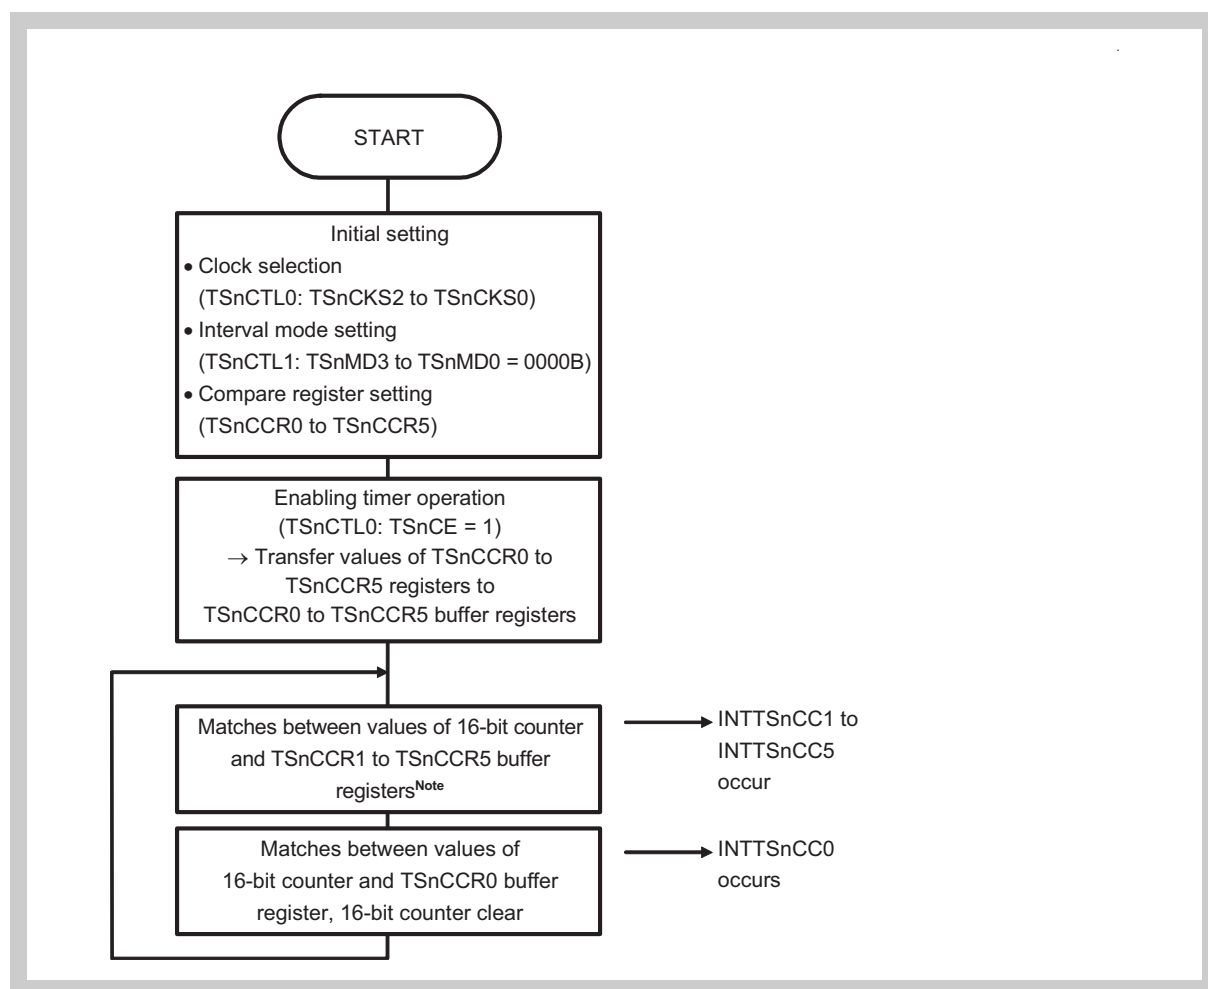 START
Initial setting
• Clock selection
(TSnCTL0: TSnCKS2 to TSnCKS0)
• Interval mode setting
(TSnCTL1: TSnMD3 to TSnMD0 = 0000B)
• Compare register setting
(TSnCCR0 to TSnCCR5)
Enabling timer operation
(TSnCTL0: TSnCE = 1)
→ Transfer values of TSnCCR0 to
TSnCCR5 registers to
TSnCCR0 to TSnCCR5 buffer registers
Matches between values of 16-bit counter
and TSnCCR1 to TSnCCR5 buffer
registersNote
INTTSnCC1 to
INTTSnCC5
occur
Matches between values of
16-bit counter and TSnCCR0 buffer
register, 16-bit counter clear
INTTSnCC0
occurs